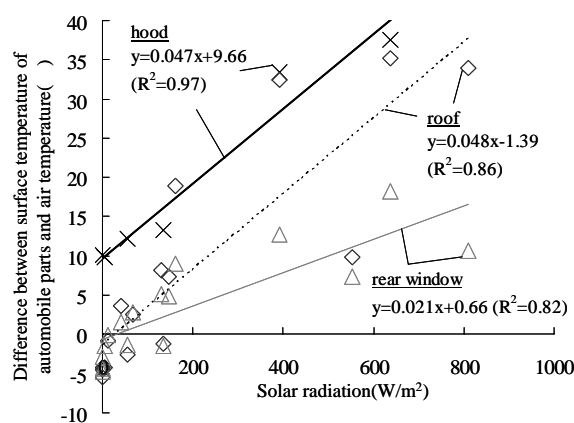 Difference between surface temperature of
automobile parts and air temperature( )
40
35
30
25
20
15
10
5
0
-5
-10
hood
y=0.047x+9.66
(R²=0.97)
roof
y=0.048x-1.39
(R²=0.86)
rear window
y=0.021x+0.66 (R²=0.82)
200
400
600
800
1000
Solar radiation(W/m²)